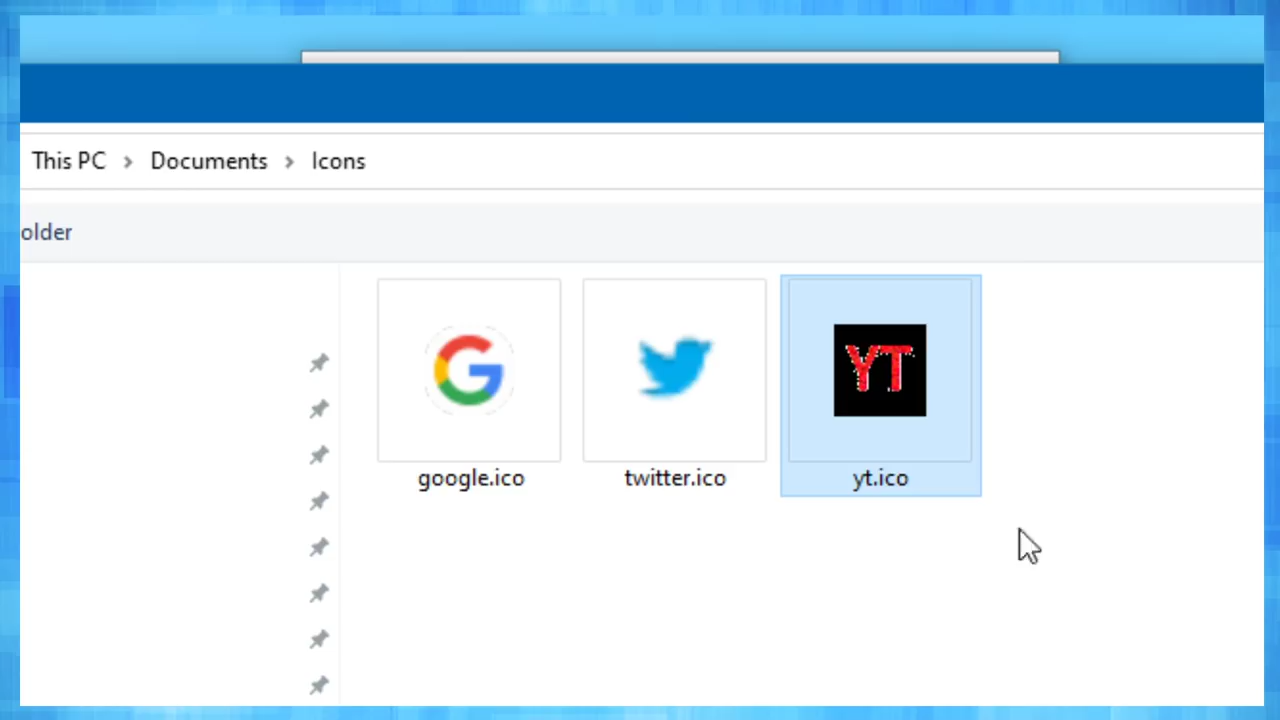 This PC > Documents > Icons
older
G
YT
google.ico twitter.ico yt.ico